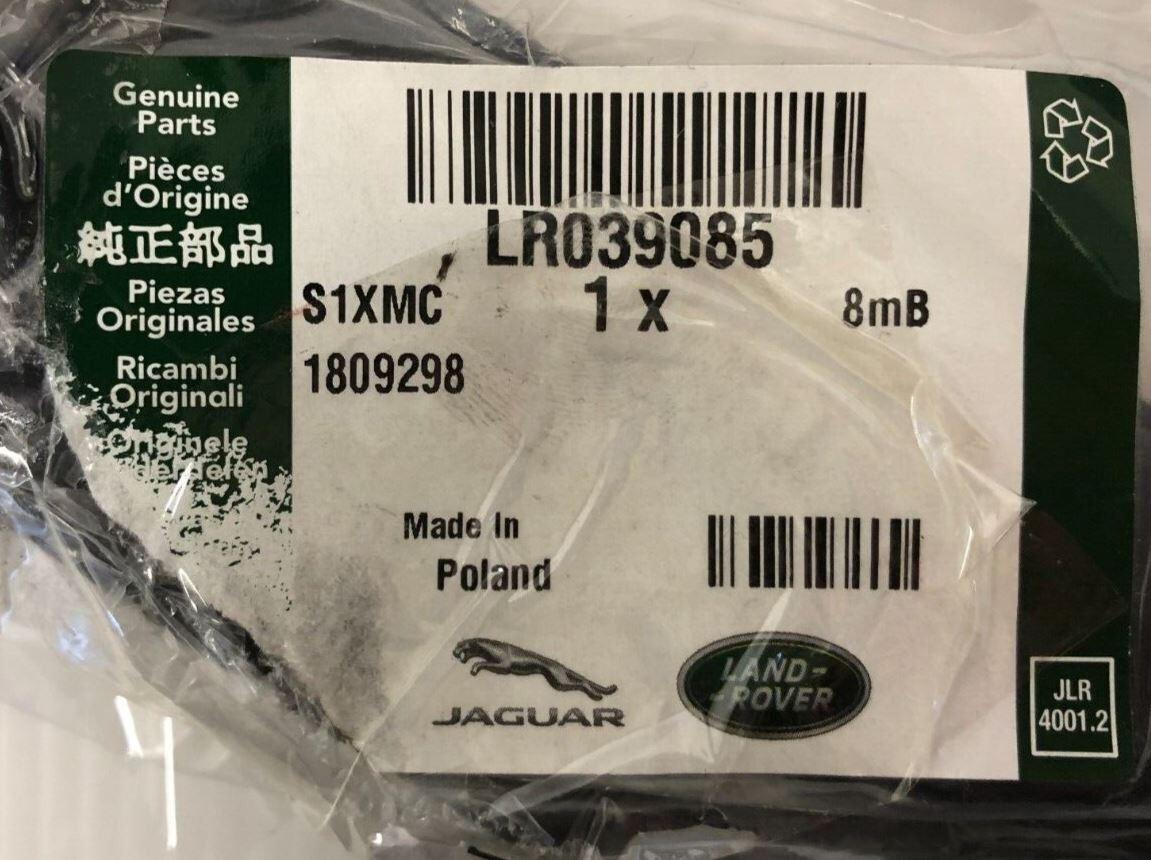 Genuine
Parts
Pièces
d'Origine
純正部品
Piezas
Originales
Ricambi
Originali
Originele
LR039085
S1XMC 1 x 8mB
1809298
Made In
Poland
JAGUAR
LAND-
-ROVER
JLR
4001.2